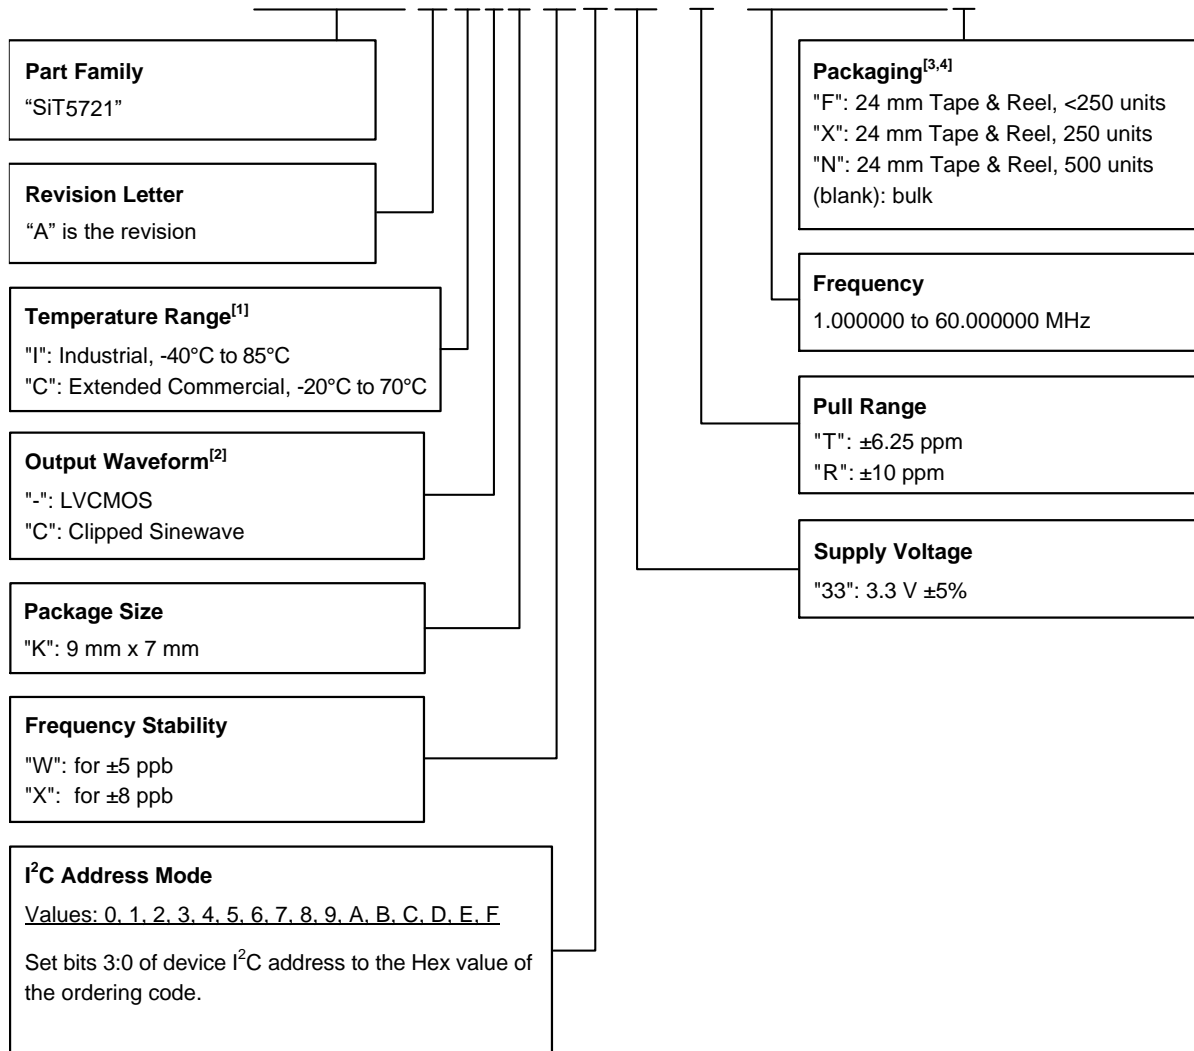 Part Family
“SiT5721”
Revision Letter
“A” is the revision
Temperature Range[1]
"I": Industrial, -40°C to 85°C
"C": Extended Commercial, -20°C to 70°C
Output Waveform[2]
"-": LVCMOS
"C": Clipped Sinewave
Package Size
"K": 9 mm x 7 mm
Frequency Stability
"W": for ±5 ppb
"X": for ±8 ppb
I2C Address Mode
Values: 0, 1, 2, 3, 4, 5, 6, 7, 8, 9, A, B, C, D, E, F
Set bits 3:0 of device I2C address to the Hex value of
the ordering code.
Packaging[3,4]
"F": 24 mm Tape & Reel, <250 units
"X": 24 mm Tape & Reel, 250 units
"N": 24 mm Tape & Reel, 500 units
(blank): bulk
Frequency
1.000000 to 60.000000 MHz
Pull Range
"T": ±6.25 ppm
"R": ±10 ppm
Supply Voltage
"33": 3.3 V ±5%